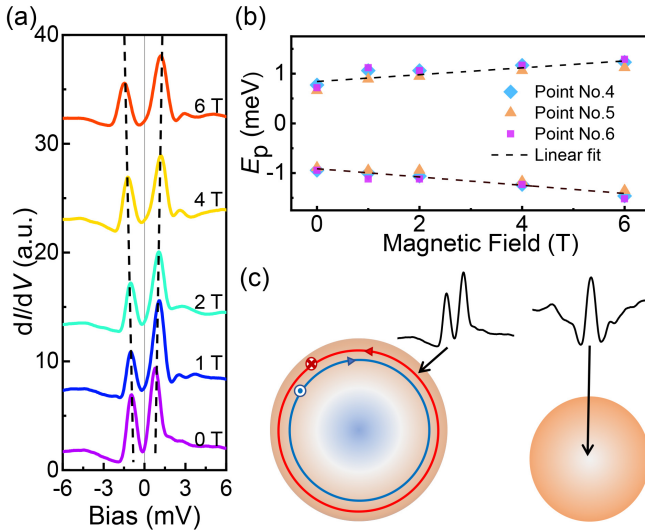 (a)
40
30
20
10
0
dI/dV (a.u.)
6 T
4 T
2 T
1 T
0 T
-6 -3 0 3 6
Bias (mV)
(b)
1
0
-1
Ep (meV)
Point No.4
Point No.5
Point No.6
Linear fit
0 2 4 6
Magnetic Field (T)
(c)